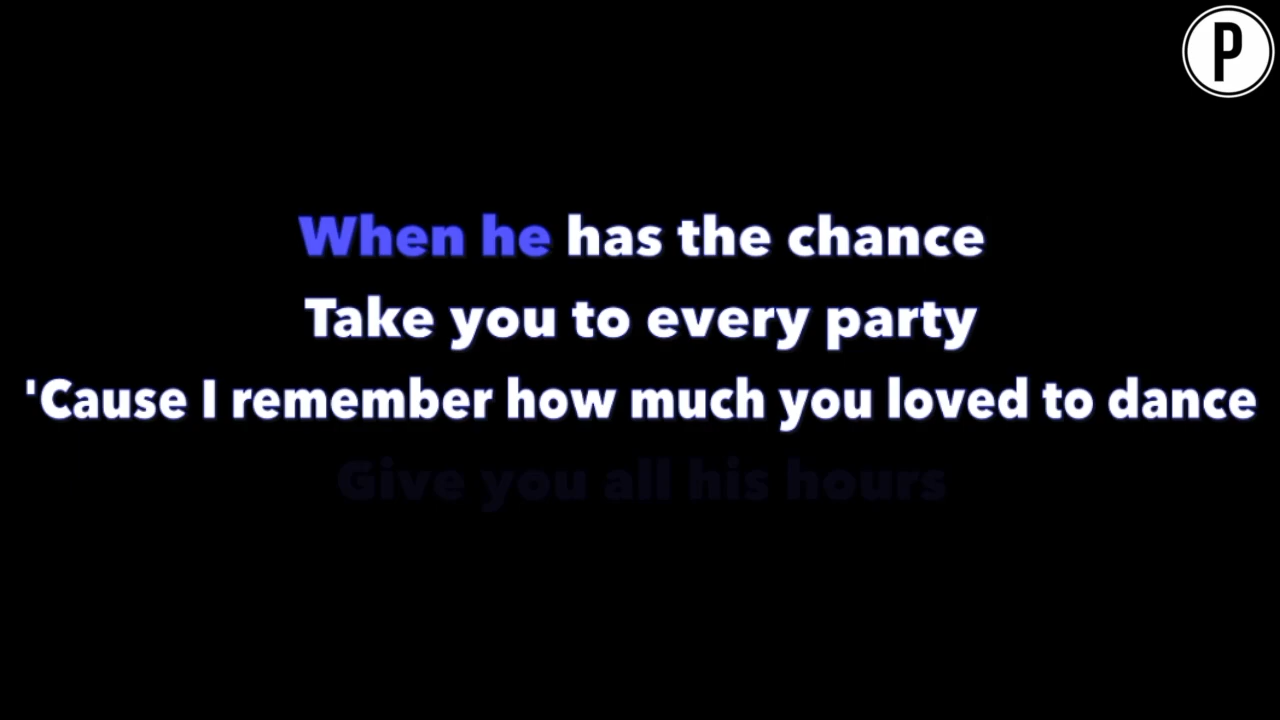 P
When he has the chance
Take you to every party
'Cause I remember how much you loved to dance
Give you all his hours